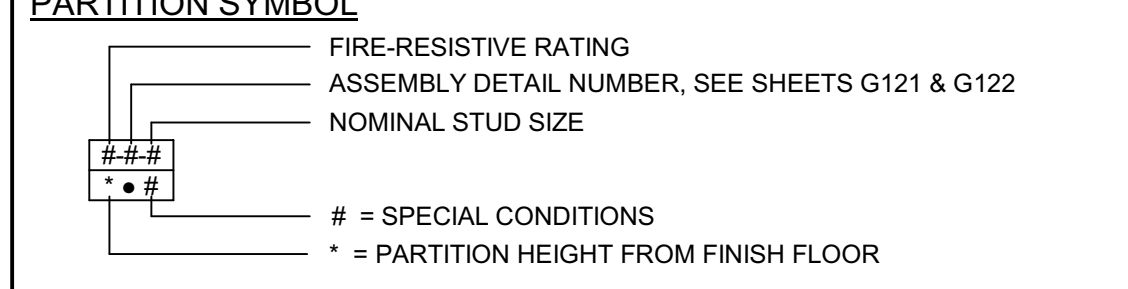 PARTITION SYMBOL
FIRE-RESISTIVE RATING
ASSEMBLY DETAIL NUMBER, SEE SHEETS G121 & G122
NOMINAL STUD SIZE
#-#-#
* ● #
# = SPECIAL CONDITIONS
* = PARTITION HEIGHT FROM FINISH FLOOR